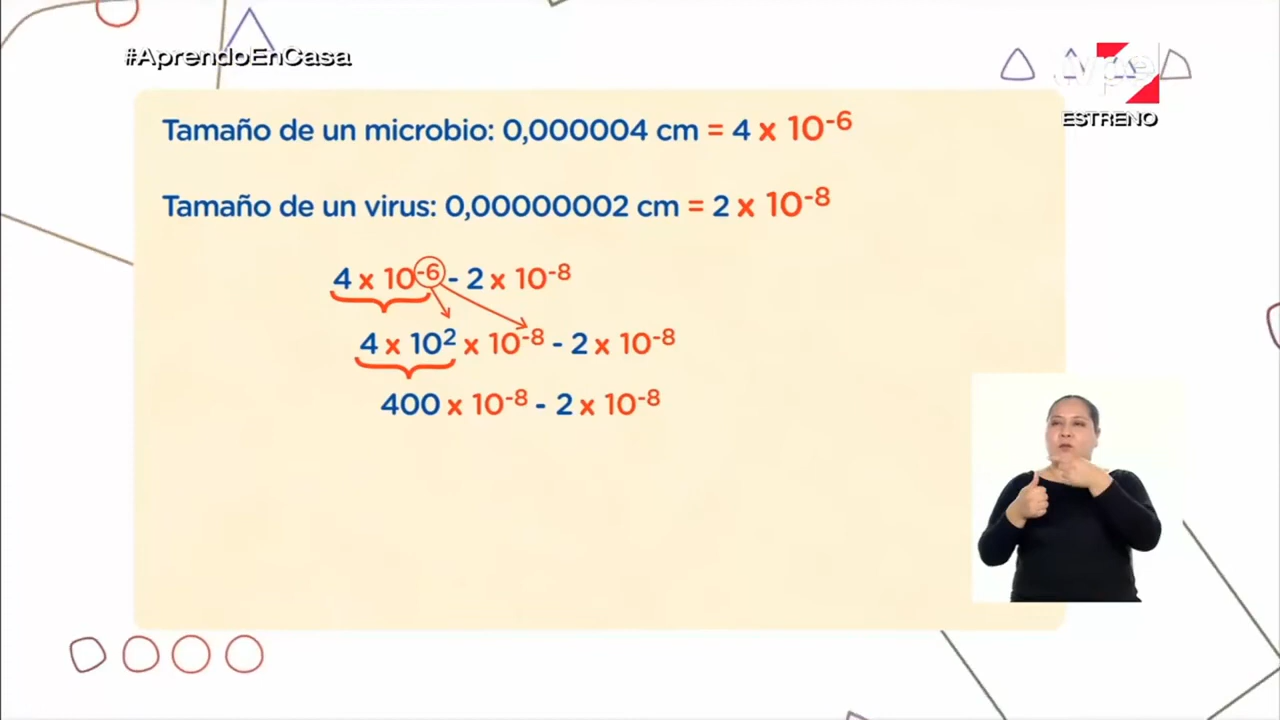 #AprendoEnCasa
tvpe
ESTRENO
Tamaño de un microbio: 0,000004 cm = 4 x 10⁻⁶
Tamaño de un virus: 0,00000002 cm = 2 x 10⁻⁸
4 x 10⁻⁶ - 2 x 10⁻⁸
4 x 10² x 10⁻⁸ - 2 x 10⁻⁸
400 x 10⁻⁸ - 2 x 10⁻⁸